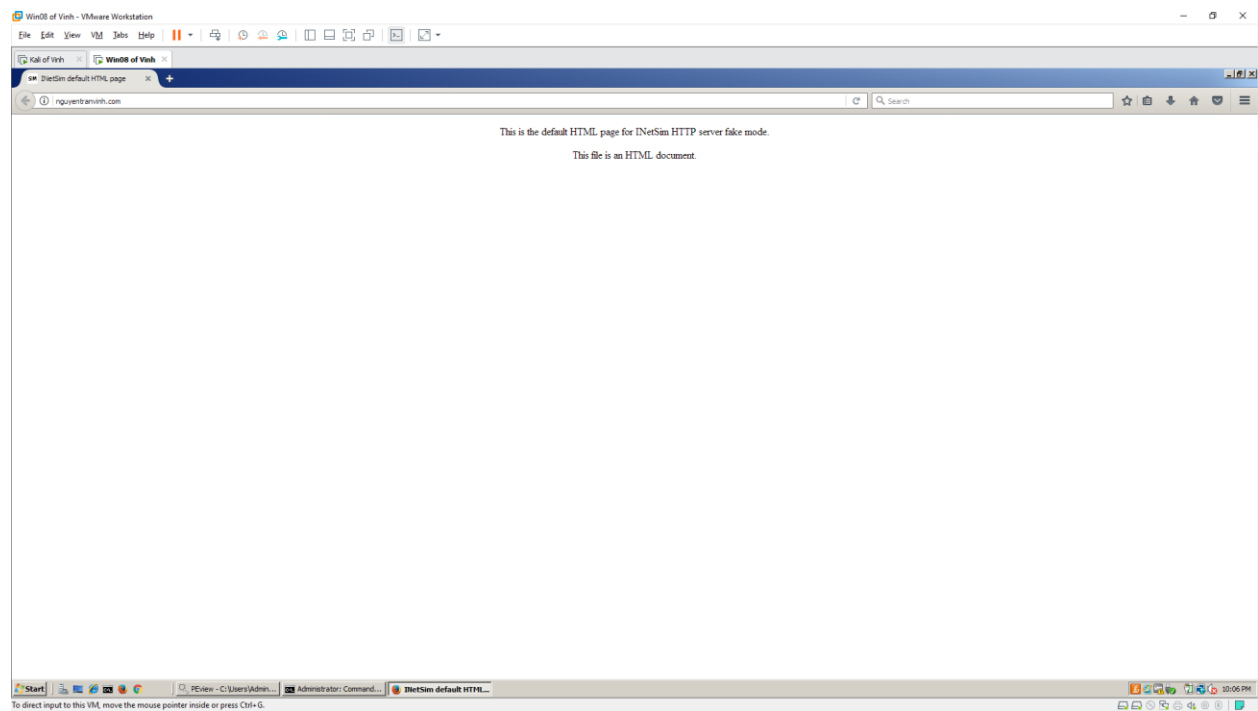 Win08 of Vinh - VMware Workstation
File Edit View VM Tabs Help
Kali of Vinh
Win08 of Vinh
INetSim default HTML page
nguyentranvinh.com
Search
This is the default HTML page for INetSim HTTP server fake mode.
This file is an HTML document.
Start
PEview - C:\Users\Admin...
Administrator: Command...
INetSim default HTML...
10:06 PM
To direct input to this VM, move the mouse pointer inside or press Ctrl+G.